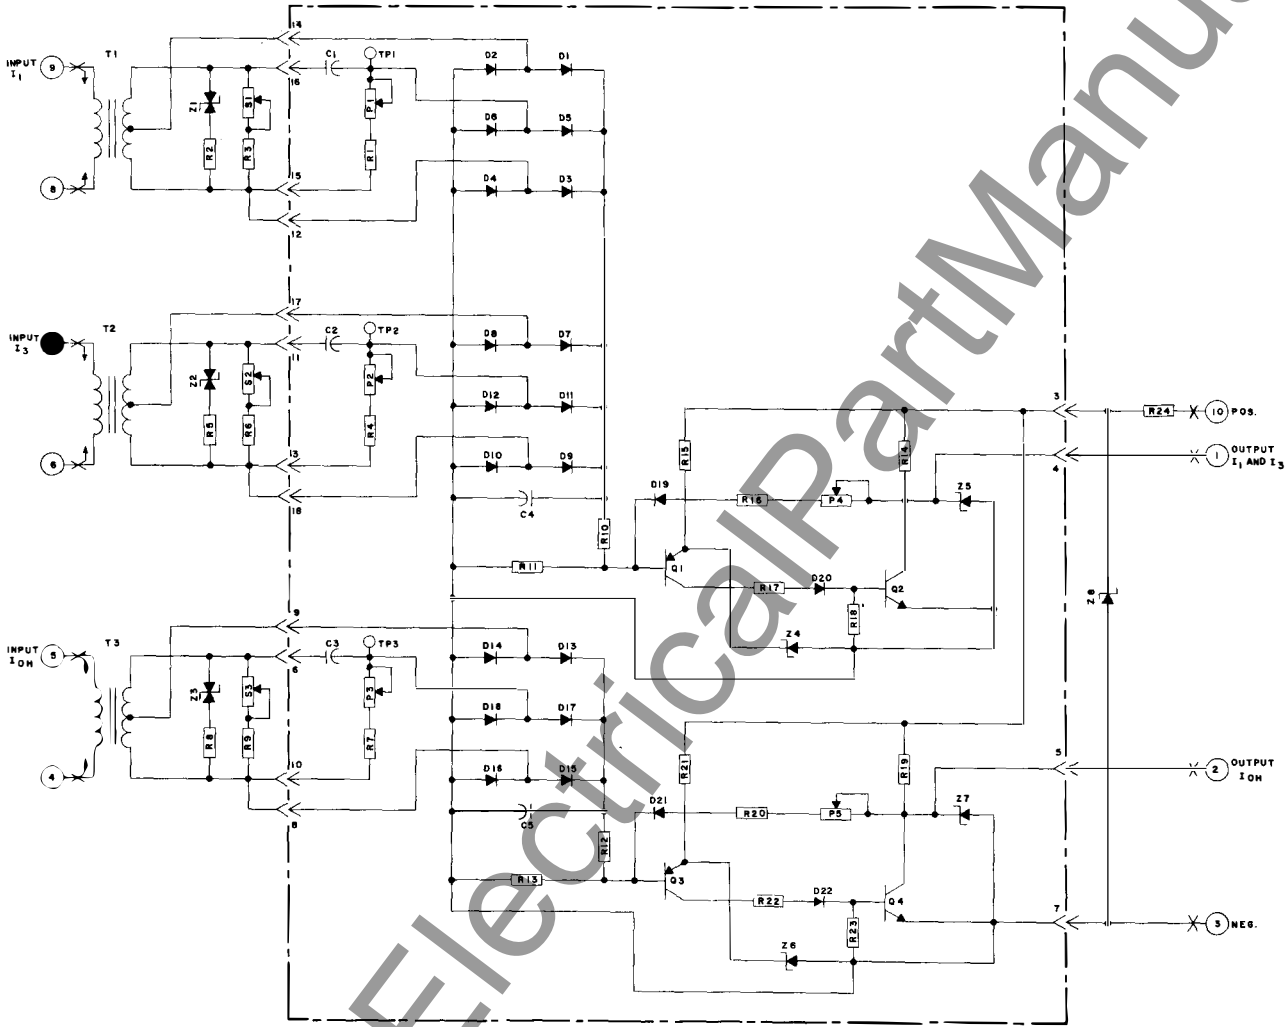 14
INPUT
I1
9
T1
C1
TP1
D2
D1
16
Z1
S1
P1
D6
D5
R2
R3
R1
15
D4
D3
8
12
17
INPUT
I3
T2
C2
TP2
D8
D7
11
Z2
S2
P2
D12
D11
3
R24
10
POS.
R5
R6
R4
R15
R14
1
OUTPUT
I1 AND I3
13
D10
D9
4
6
18
D19
R16
P4
Z5
C4
R10
R11
Q1
R17
D20
Q2
Z8
R18
9
Z4
INPUT
IOH
5
T3
C3
TP3
D14
D13
6
Z3
S3
P3
D18
D17
R8
R9
R7
R21
R19
5
OUTPUT
IOH
2
10
D16
D15
4
8
D21
R20
P5
Z7
C5
R12
R13
Q3
R22
D22
Q4
7
R23
3
NEG.
Z6
ElectricalPartManu